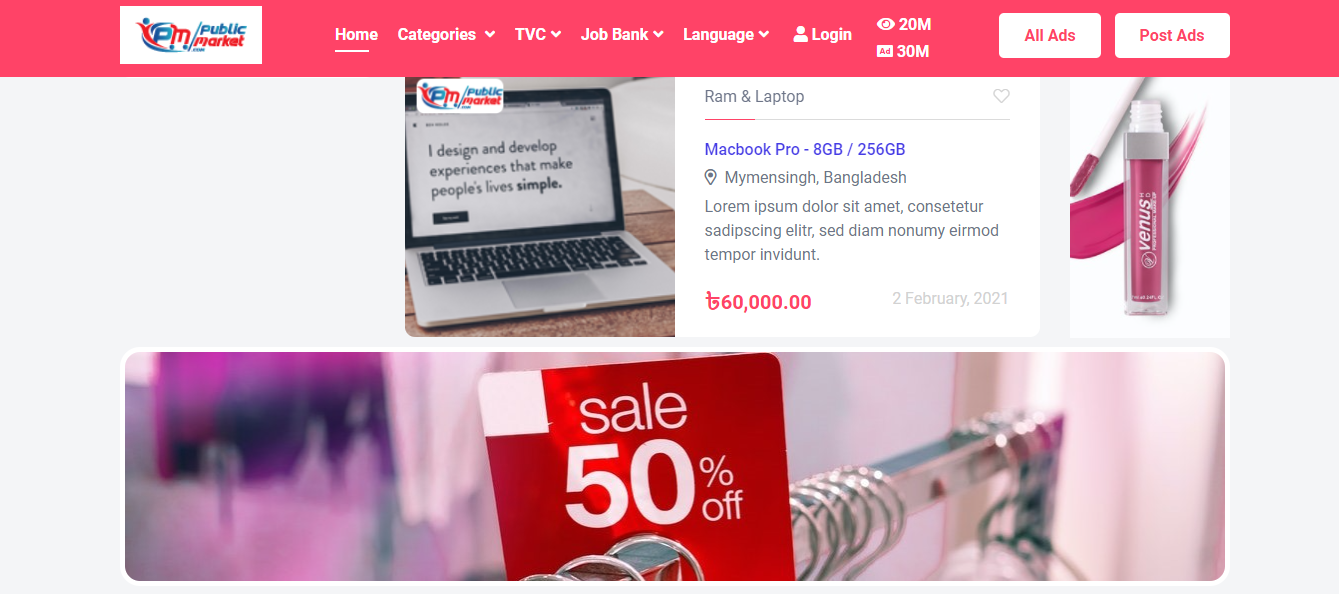 Public
Pm market
.COM
Home
Categories
TVC
Job Bank
Language
Login
20M
Ad 30M
All Ads
Post Ads
Public
Pm market
I design and develop
experiences that make
people's lives simple.
Ram & Laptop
Macbook Pro - 8GB / 256GB
Mymensingh, Bangladesh
Lorem ipsum dolor sit amet, consetetur
sadipscing elitr, sed diam nonumy eirmod
tempor invidunt.
৳60,000.00
2 February, 2021
venus
PROFESSIONAL MAKE UP
sale
50%
off